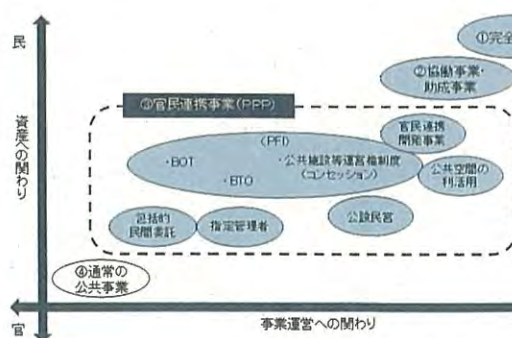 民
①完全
②協働事業・
助成事業
③官民連携事業(PPP)
官民連携
開発事業
(PFI)
・BOT
・公共施設等運営権制度
(コンセッション)
・BTO
公共空間の
利活用
包括的
民間委託
指定管理者
公設民営
④通常の
公共事業
資産への関わり
官
事業運営への関わり